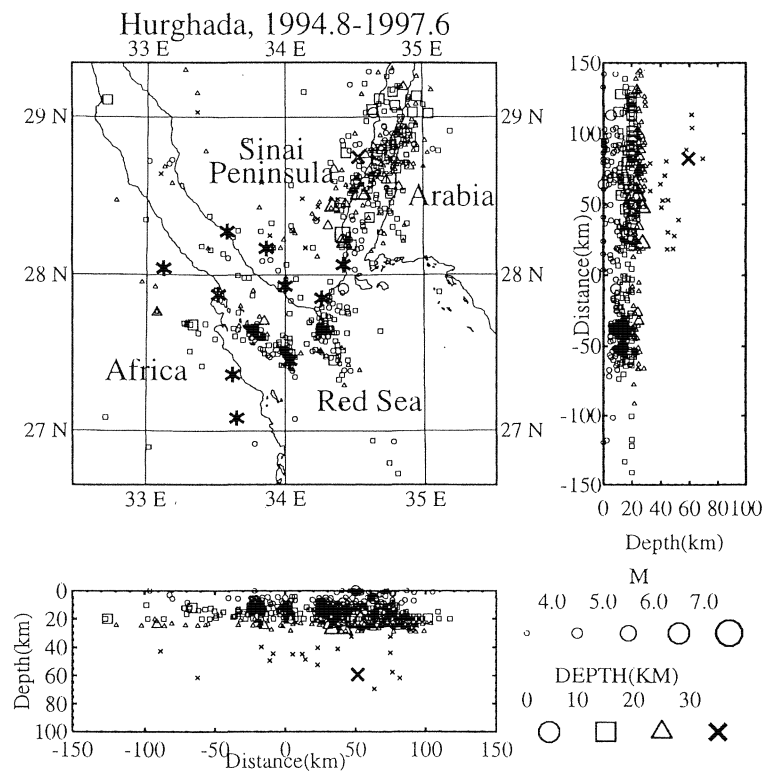 Hurghada, 1994.8-1997.6
33 E 34 E 35 E
29 N 29 N
Sinai
Peninsula
Arabia
28 N 28 N
Africa
Red Sea
27 N 27 N
33 E 34 E 35 E
150
100
50
0
-50
-100
-150
Distance(km)
0 20 40 60 80 100
Depth(km)
0
20
40
60
80
100
Depth(km)
-150 -100 -50 0 50 100 150
Distance(km)
M
4.0 5.0 6.0 7.0
DEPTH(KM)
0 10 20 30